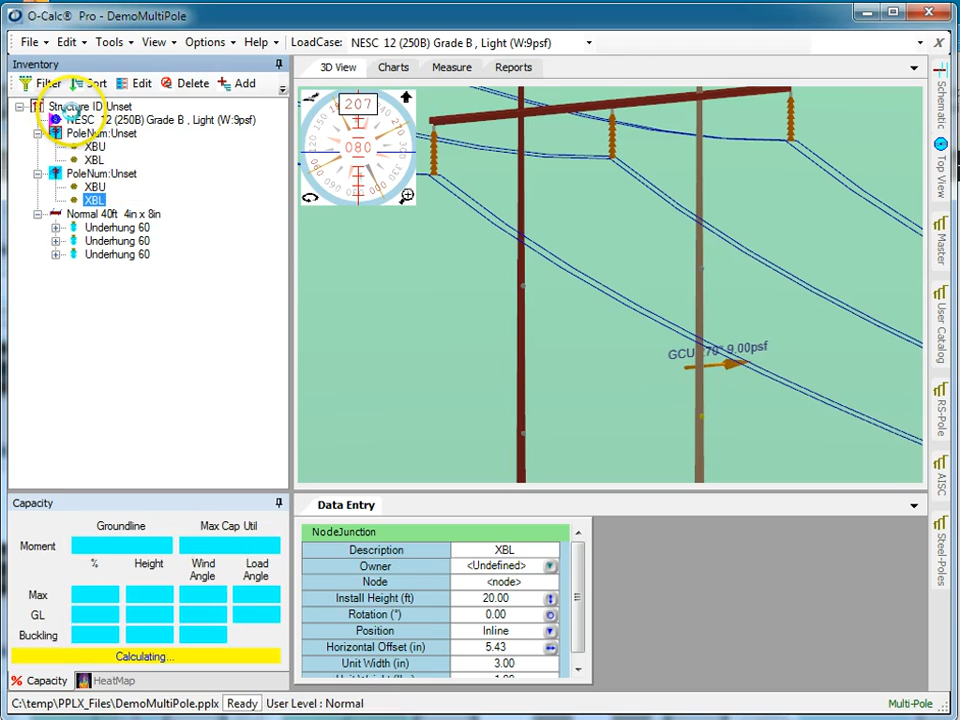 O-Calc® Pro - DemoMultiPole
File Edit Tools View Options Help LoadCase: NESC 12 (250B) Grade B, Light (W:9psf)
Inventory
Filter Sort Edit Delete Add
3D View Charts Measure Reports
Structure ID:Unset
NESC 12 (250B) Grade B, Light (W:9psf)
PoleNum:Unset
XBU
XBL
PoleNum:Unset
XBU
XBL
Normal 40ft 4in x 8in
Underhung 60
Underhung 60
Underhung 60
207
080
GCU 270° 9.00psf
Schematic
Top View
Master
User Catalog
RS-Pole
AISC
Steel-Poles
Capacity
Groundline Max Cap Util
Moment
% Height Wind Angle Load Angle
Max
GL
Buckling
Calculating...
Capacity HeatMap
Data Entry
NodeJunction
Description XBL
Owner <Undefined>
Node <node>
Install Height (ft) 20.00
Rotation (°) 0.00
Position Inline
Horizontal Offset (in) 5.43
Unit Width (in) 3.00
C:\temp\PPLX_Files\DemoMultiPole.pplx Ready User Level : Normal
Multi-Pole